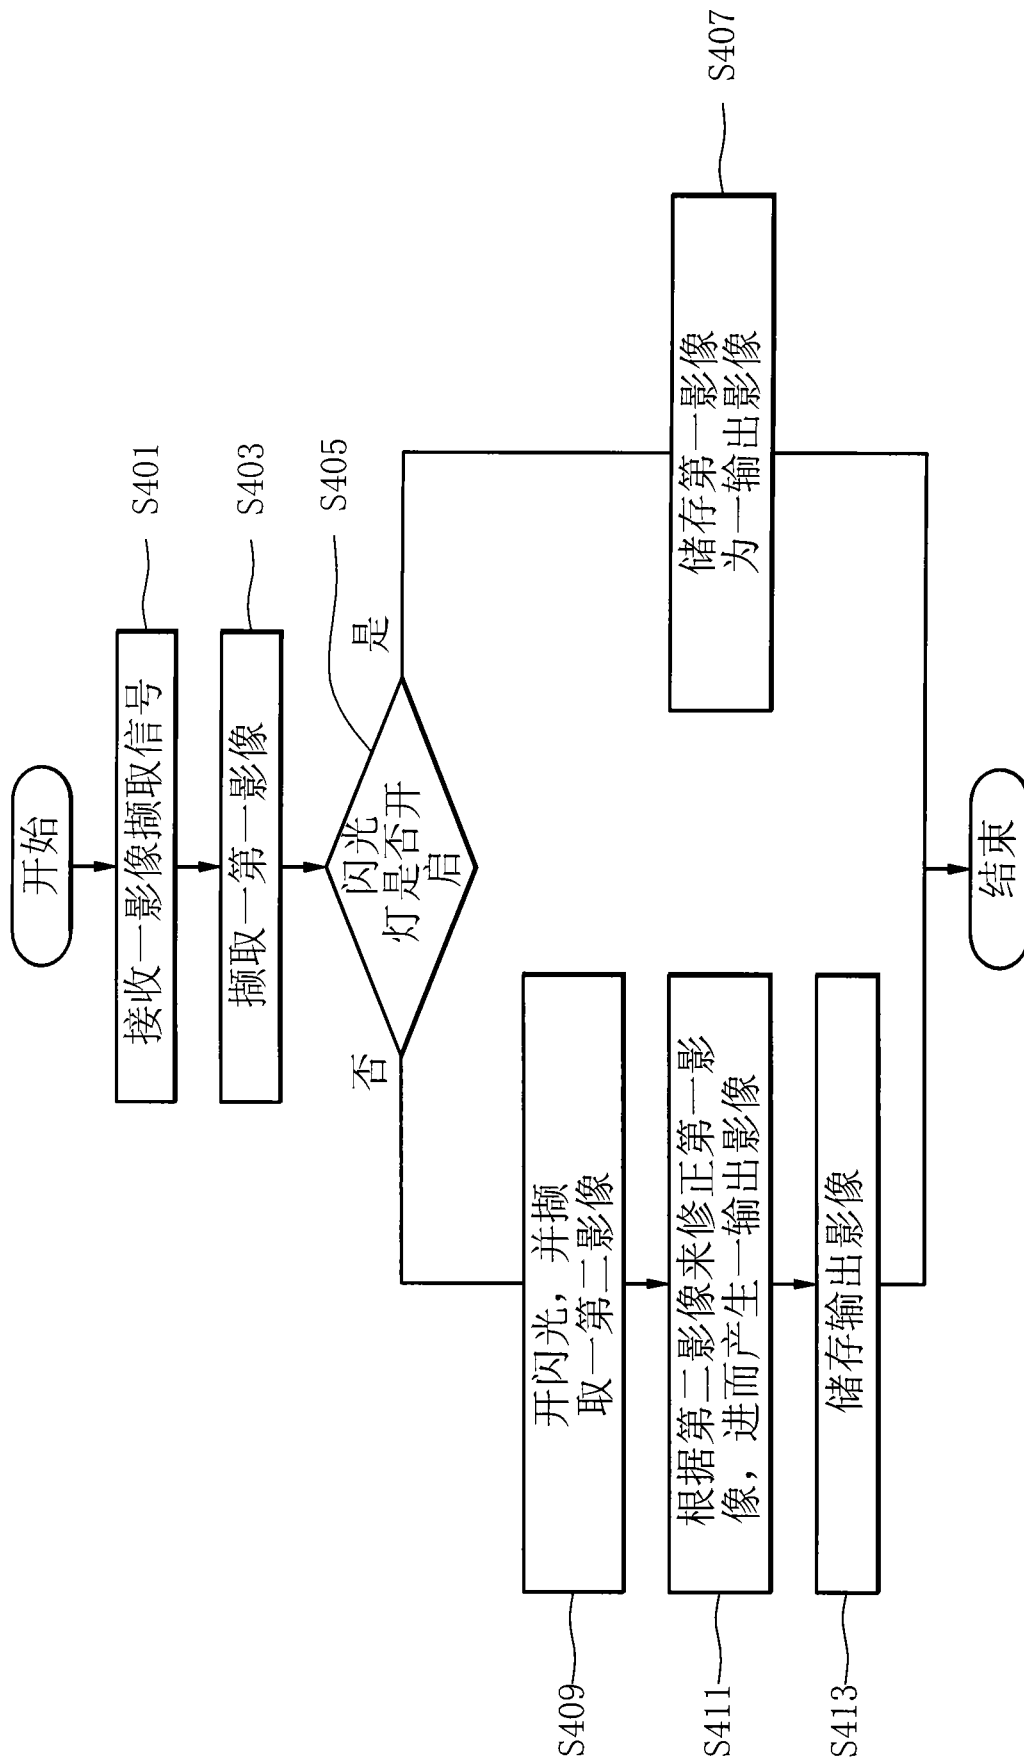 开始
接收一影像撷取信号
S401
撷取一第一影像
S403
闪光
灯是否开
启
S405
是
否
储存第一影像
为一输出影像
S407
开闪光，并撷
取一第二影像
S409
根据第二影像来修正第一影
像，进而产生一输出影像
S411
储存输出影像
S413
结束